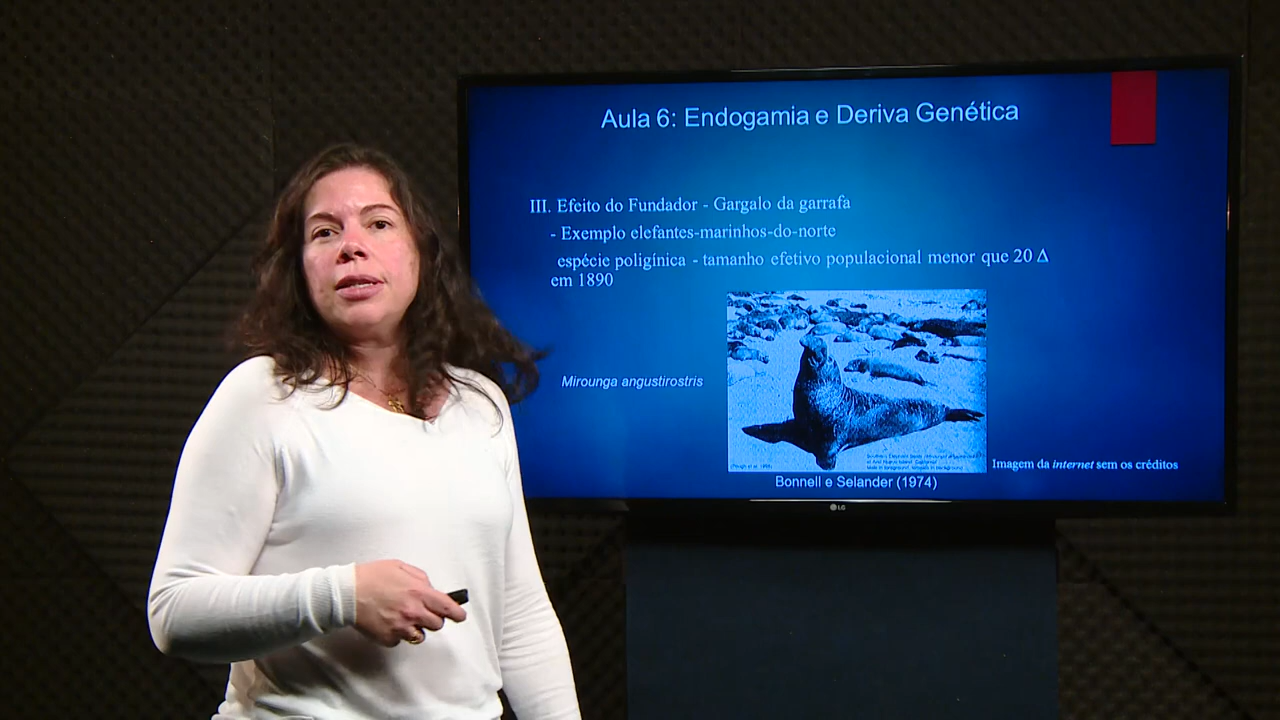 Aula 6: Endogamia e Deriva Genética
III. Efeito do Fundador - Gargalo da garrafa
- Exemplo elefantes-marinhos-do-norte
espécie poligínica - tamanho efetivo populacional menor que 20 Δ
em 1890
Mirounga angustirostris
Imagem da internet sem os créditos
Bonnell e Selander (1974)
LG